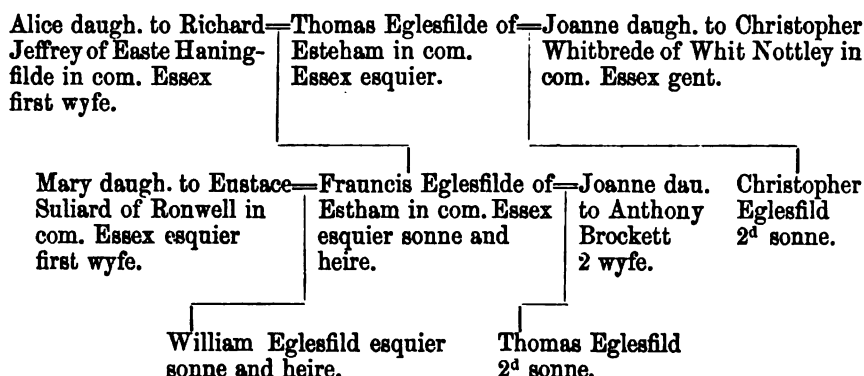 Alice daugh. to Richard
Jeffrey of Easte Haning-
filde in com. Essex
first wyfe.
Thomas Eglesfilde of
Esteham in com.
Essex esquier.
Joanne daugh. to Christopher
Whitbrede of Whit Nottley in
com. Essex gent.
Mary daugh. to Eustace
Suliard of Ronwell in
com. Essex esquier
first wyfe.
Frauncis Eglesfilde of
Estham in com. Essex
esquier sonne and
heire.
Joanne dau.
to Anthony
Brockett
2 wyfe.
Christopher
Eglesfild
2d sonne.
William Eglesfild esquier
sonne and heire.
Thomas Eglesfild
2d sonne.